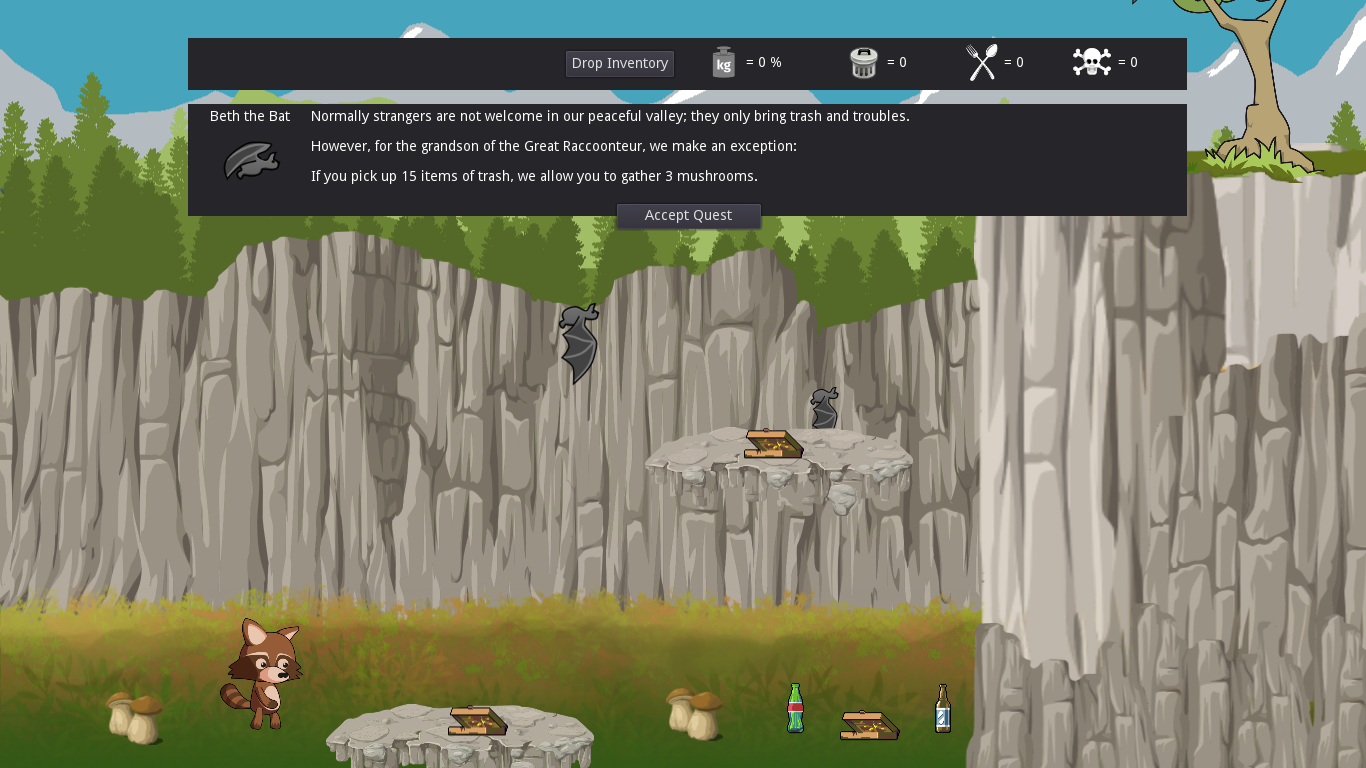 Drop Inventory kg = 0 % = 0 = 0 = 0
Beth the Bat
Normally strangers are not welcome in our peaceful valley; they only bring trash and troubles.
However, for the grandson of the Great Raccoonteur, we make an exception:
If you pick up 15 items of trash, we allow you to gather 3 mushrooms.
Accept Quest